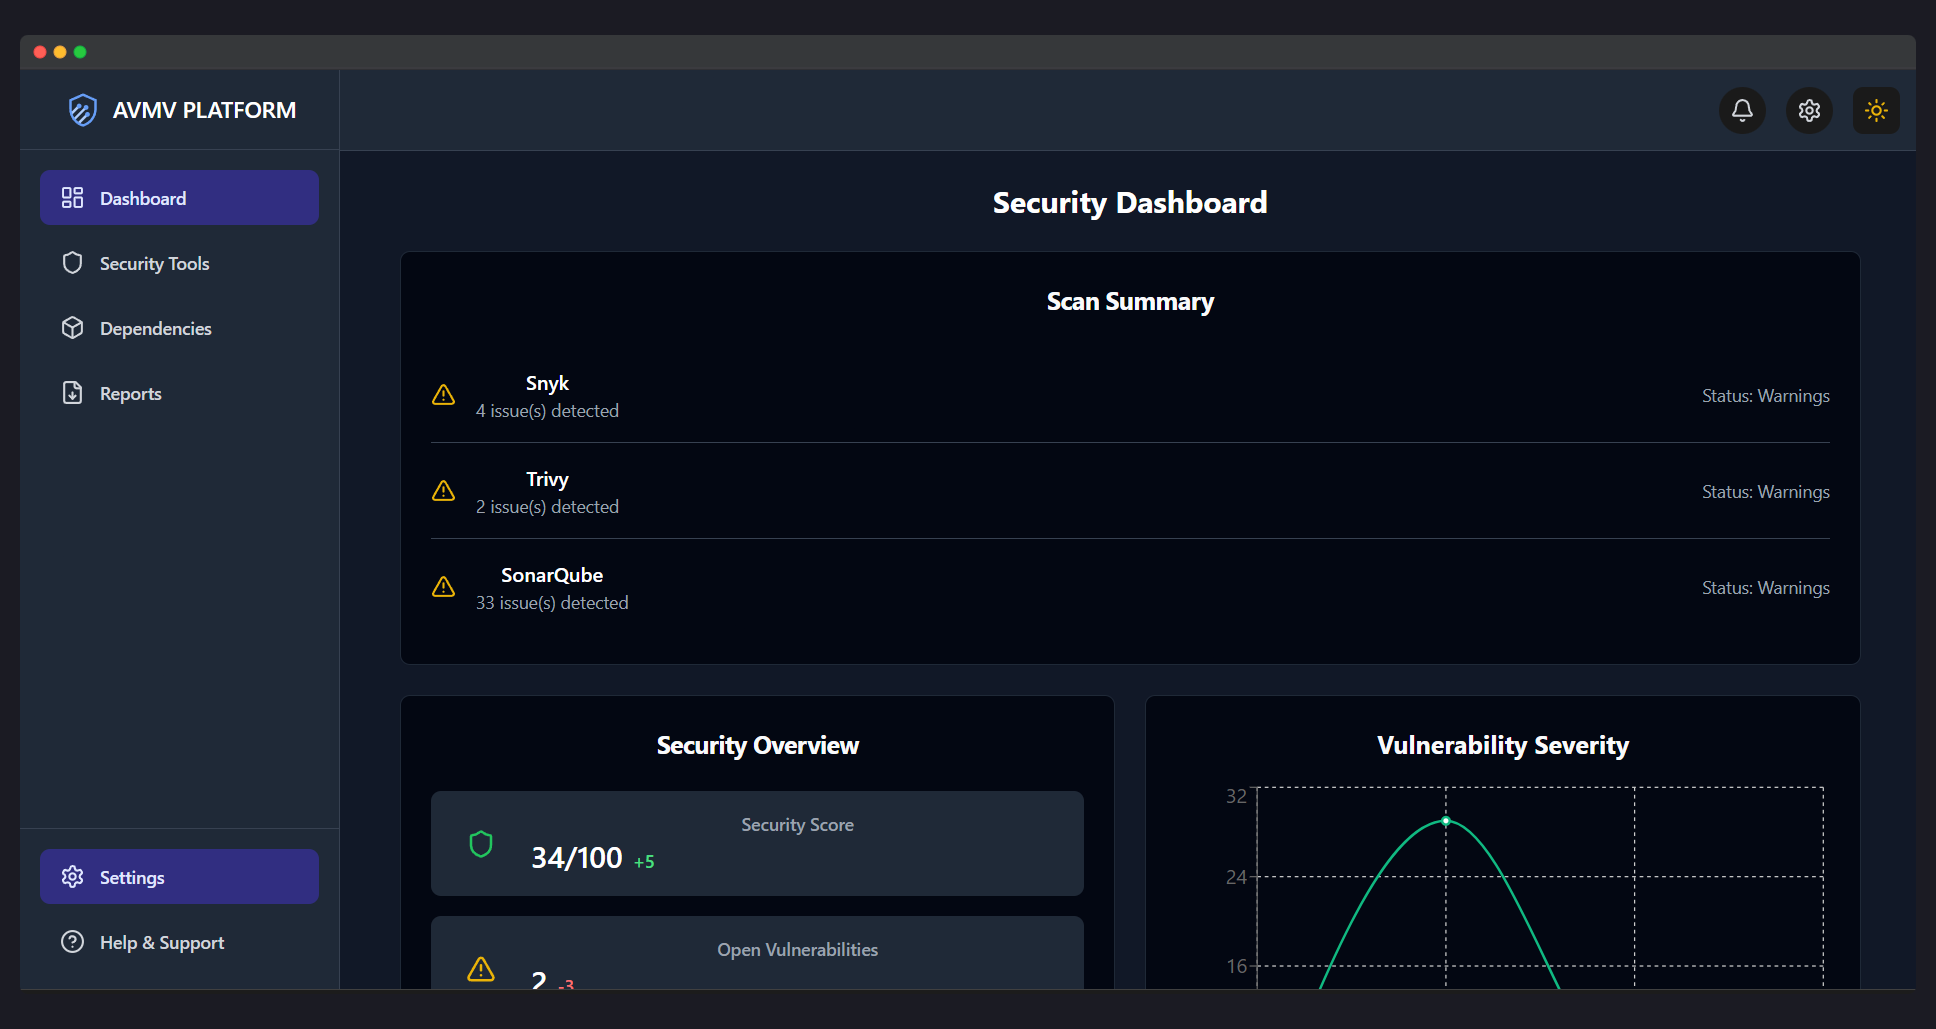 AVMV PLATFORM
Dashboard
Security Tools
Dependencies
Reports
Settings
Help & Support
Security Dashboard
Scan Summary
Snyk
4 issue(s) detected
Status: Warnings
Trivy
2 issue(s) detected
Status: Warnings
SonarQube
33 issue(s) detected
Status: Warnings
Security Overview
Security Score
34/100 +5
Open Vulnerabilities
2 -3
Vulnerability Severity
32
24
16